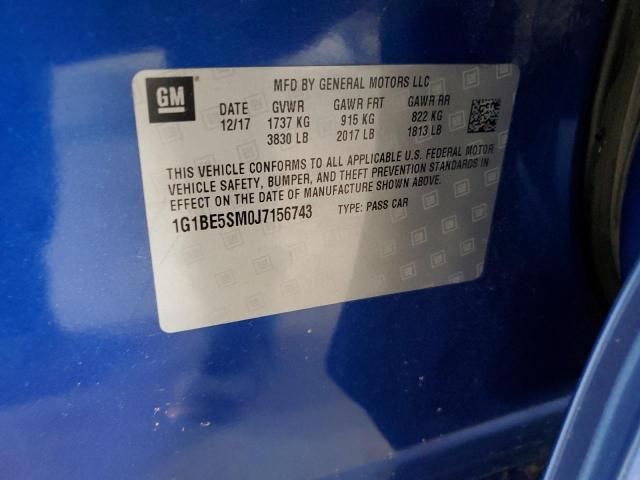 GM
MFD BY GENERAL MOTORS LLC
DATE GVWR GAWR FRT GAWR RR
12/17 1737 KG 915 KG 822 KG
3830 LB 2017 LB 1813 LB
THIS VEHICLE CONFORMS TO ALL APPLICABLE U.S. FEDERAL MOTOR
VEHICLE SAFETY, BUMPER, AND THEFT PREVENTION STANDARDS IN
EFFECT ON THE DATE OF MANUFACTURE SHOWN ABOVE.
1G1BE5SM0J7156743 TYPE: PASS CAR